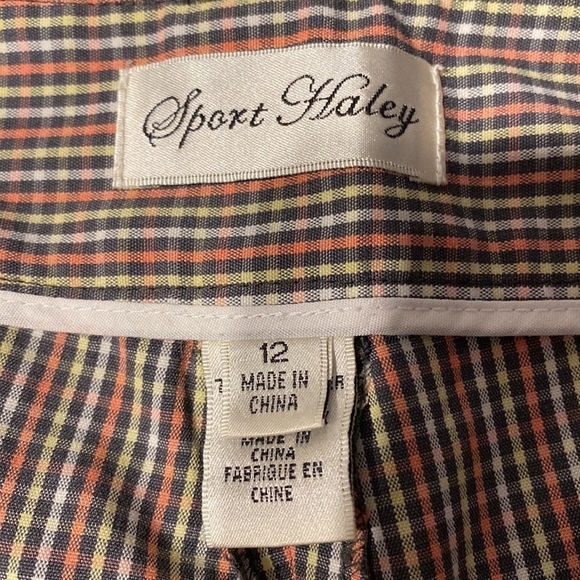 Sport Haley
12
MADE IN
CHINA
MADE IN
CHINA
FABRIQUE EN
CHINE